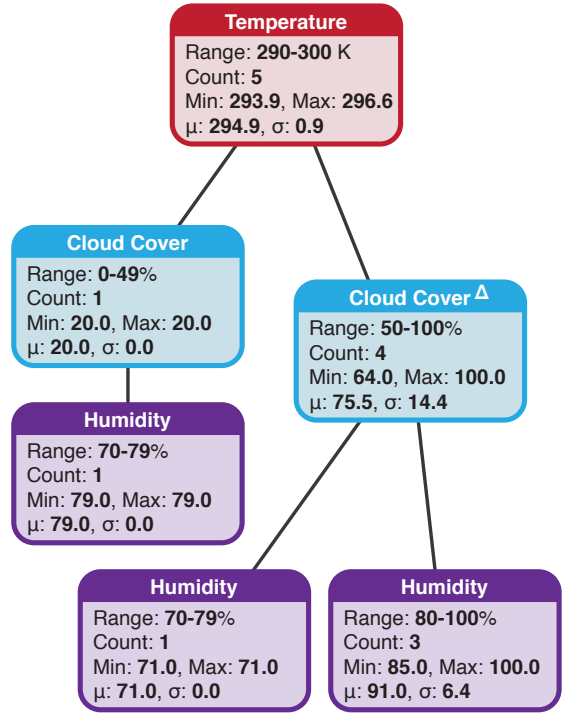 Temperature
Range: 290-300 K
Count: 5
Min: 293.9, Max: 296.6
μ: 294.9, σ: 0.9
Cloud Cover
Range: 0-49%
Count: 1
Min: 20.0, Max: 20.0
μ: 20.0, σ: 0.0
Cloud Cover Δ
Range: 50-100%
Count: 4
Min: 64.0, Max: 100.0
μ: 75.5, σ: 14.4
Humidity
Range: 70-79%
Count: 1
Min: 79.0, Max: 79.0
μ: 79.0, σ: 0.0
Humidity
Range: 70-79%
Count: 1
Min: 71.0, Max: 71.0
μ: 71.0, σ: 0.0
Humidity
Range: 80-100%
Count: 3
Min: 85.0, Max: 100.0
μ: 91.0, σ: 6.4